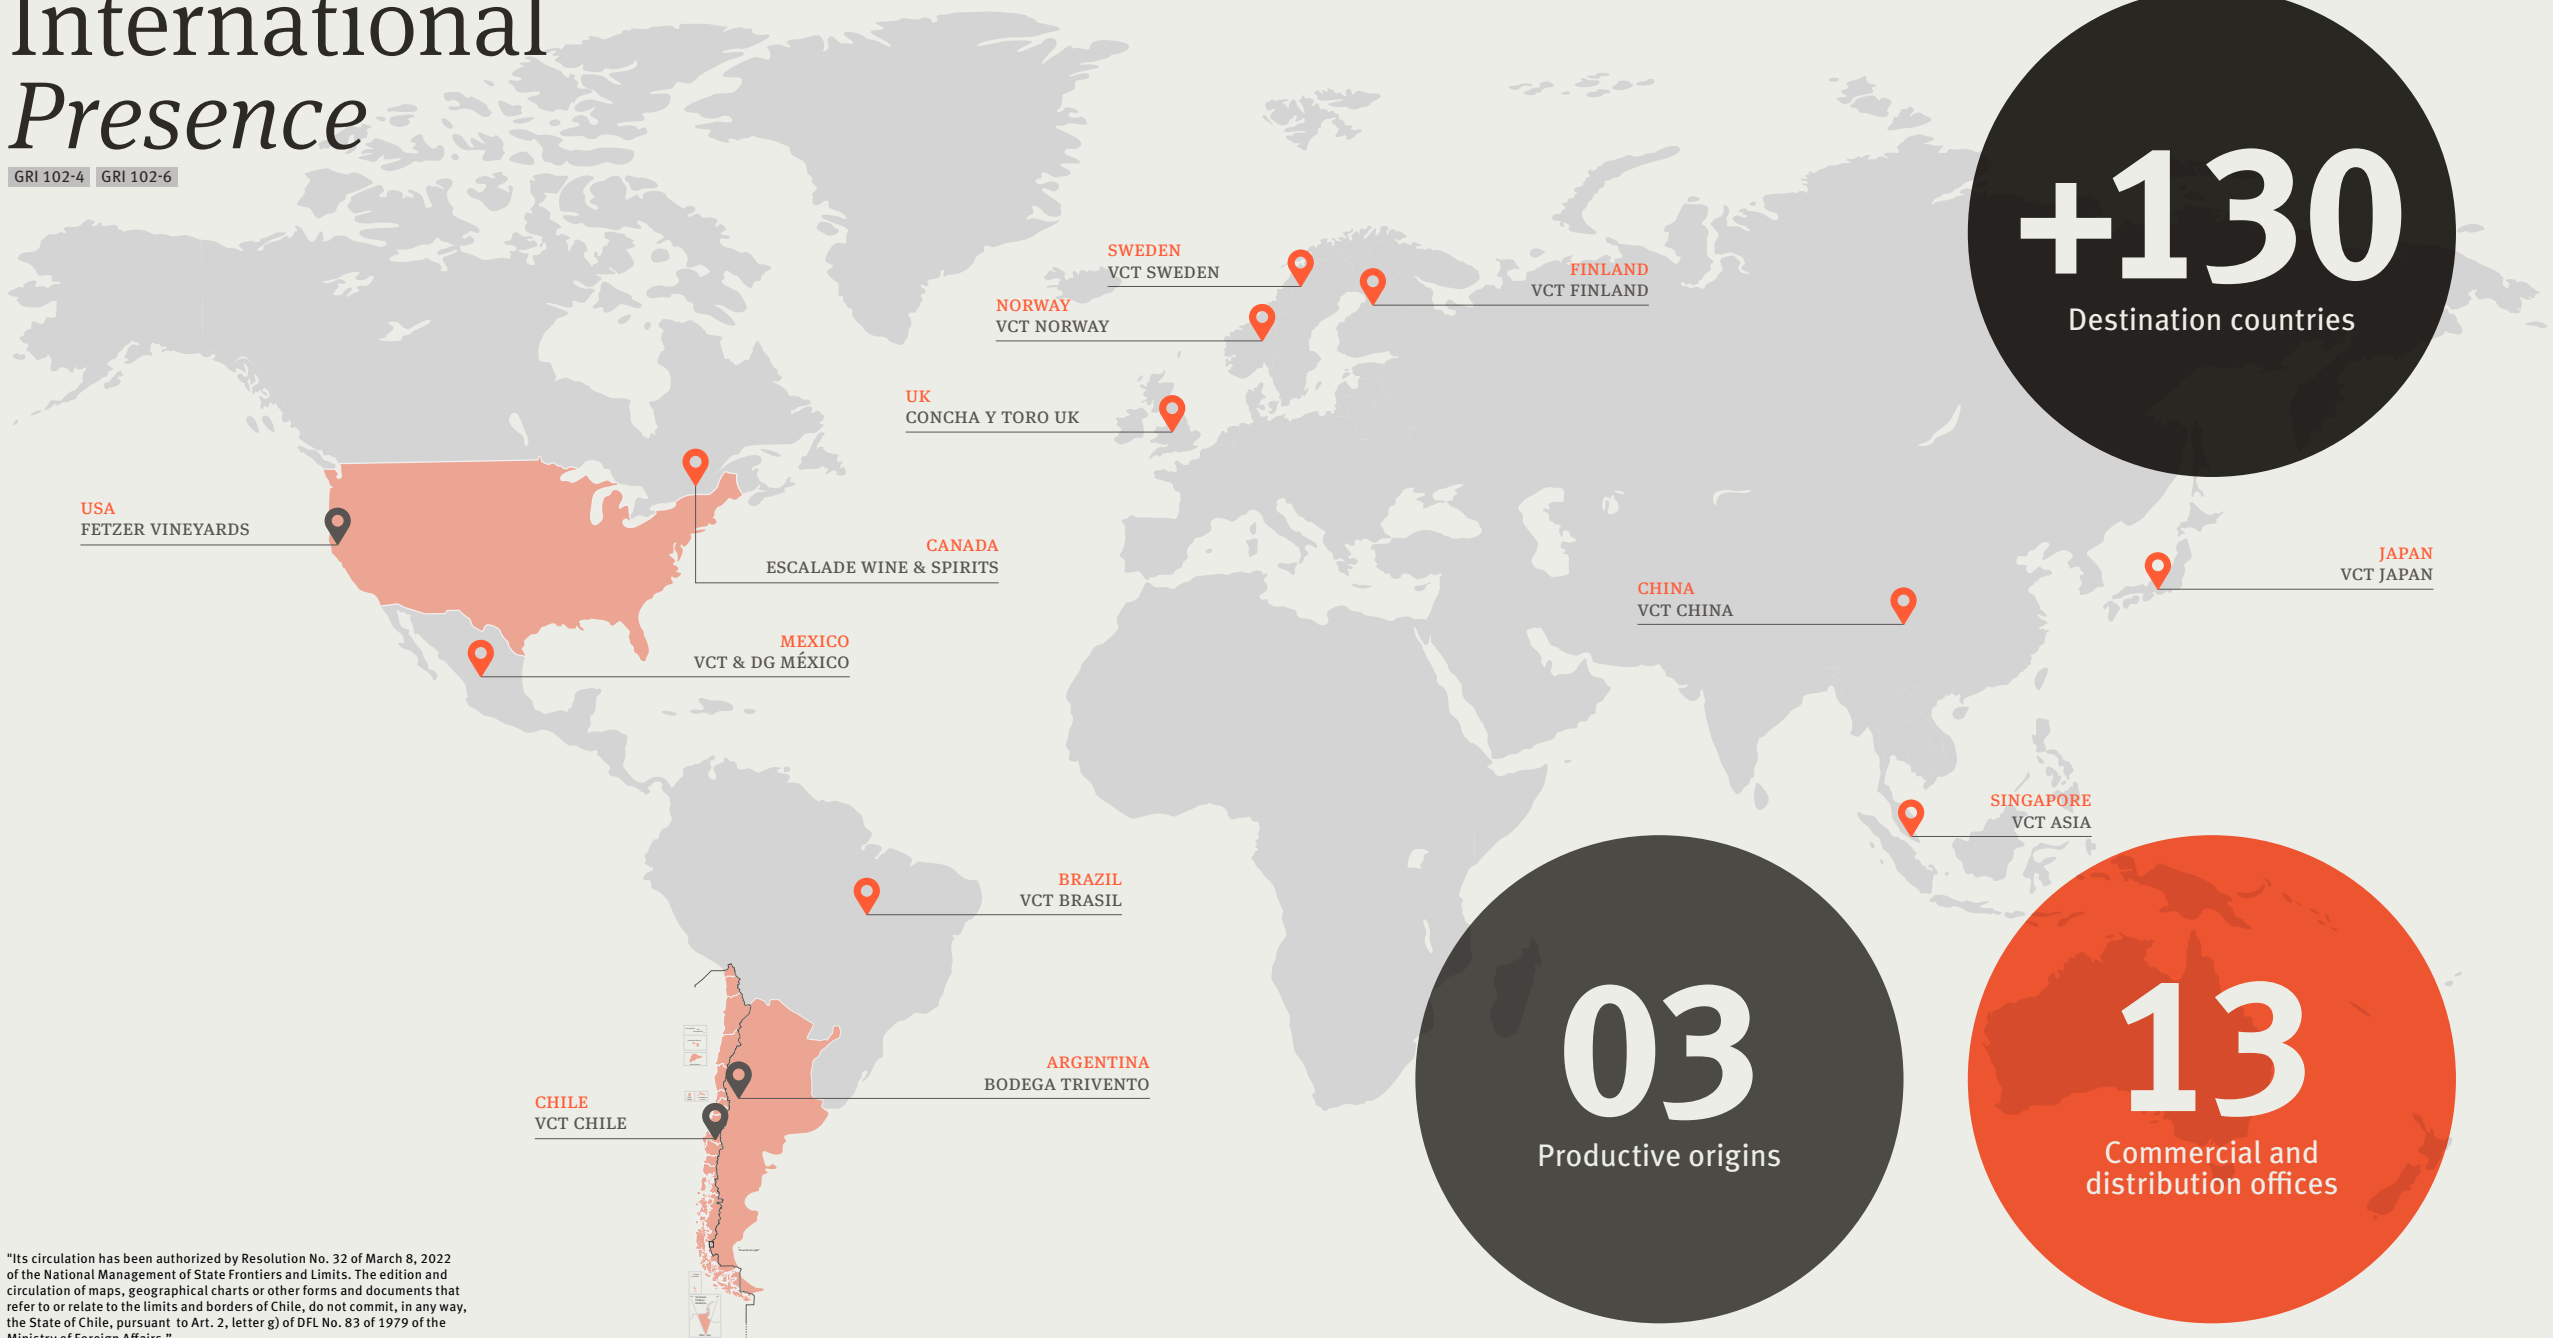 International
Presence
GRI 102-4 GRI 102-6
+130
Destination countries
SWEDEN
VCT SWEDEN
FINLAND
VCT FINLAND
NORWAY
VCT NORWAY
UK
CONCHA Y TORO UK
USA
FETZER VINEYARDS
CANADA
ESCALADE WINE & SPIRITS
JAPAN
VCT JAPAN
CHINA
VCT CHINA
MEXICO
VCT & DG MÉXICO
SINGAPORE
VCT ASIA
BRAZIL
VCT BRASIL
ARGENTINA
BODEGA TRIVENTO
CHILE
VCT CHILE
03
Productive origins
13
Commercial and
distribution offices
“Its circulation has been authorized by Resolution No. 32 of March 8, 2022
of the National Management of State Frontiers and Limits. The edition and
circulation of maps, geographical charts or other forms and documents that
refer to or relate to the limits and borders of Chile, do not commit, in any way,
the State of Chile, pursuant to Art. 2, letter g) of DFL No. 83 of 1979 of the
Ministry of Foreign Affairs.”